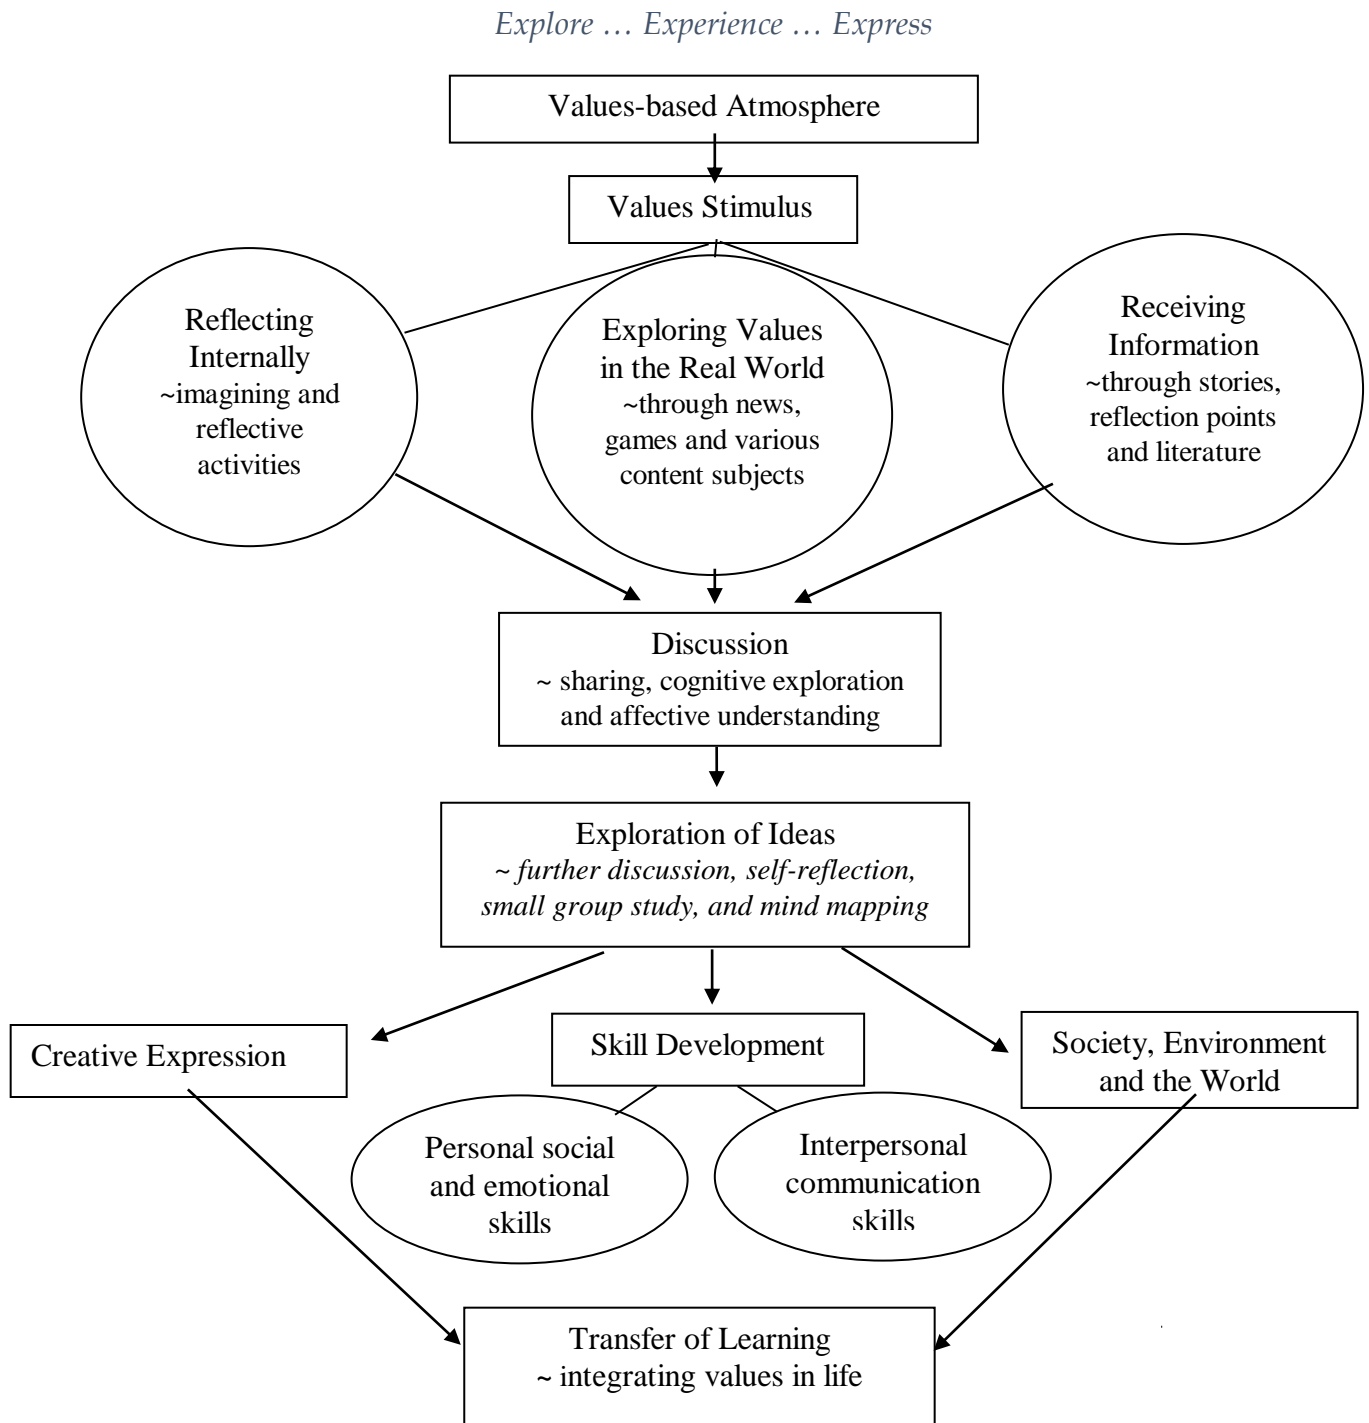 Explore … Experience … Express
Values-based Atmosphere
Values Stimulus
Reflecting
Internally
~imagining and
reflective
activities
Exploring Values
in the Real World
~through news,
games and various
content subjects
Receiving
Information
~through stories,
reflection points
and literature
Discussion
~ sharing, cognitive exploration
and affective understanding
Exploration of Ideas
~ further discussion, self-reflection,
small group study, and mind mapping
Creative Expression
Skill Development
Society, Environment
and the World
Personal social
and emotional
skills
Interpersonal
communication
skills
Transfer of Learning
~ integrating values in life